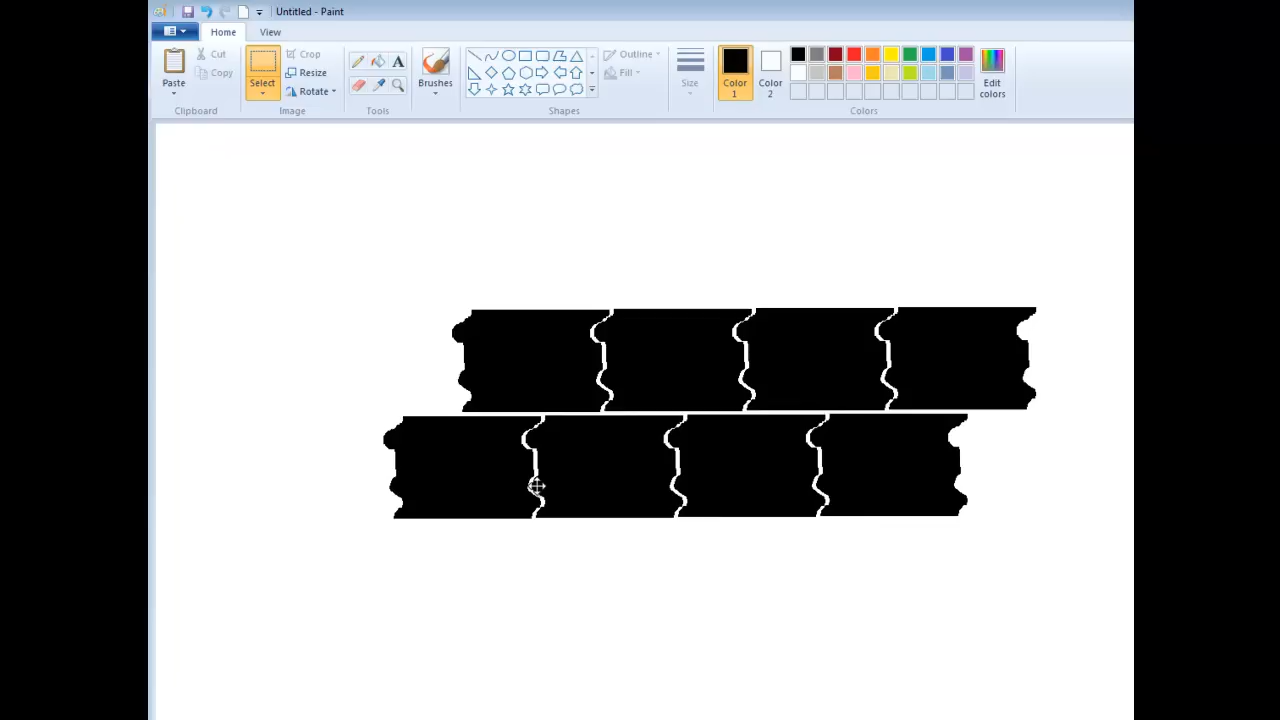 Untitled - Paint
Home View
Paste
Cut
Copy
Clipboard
Select
Crop
Resize
Rotate
Image
Tools
A
Brushes
Outline
Fill
Shapes
Size
Color
1
Color
2
Edit
colors
Colors